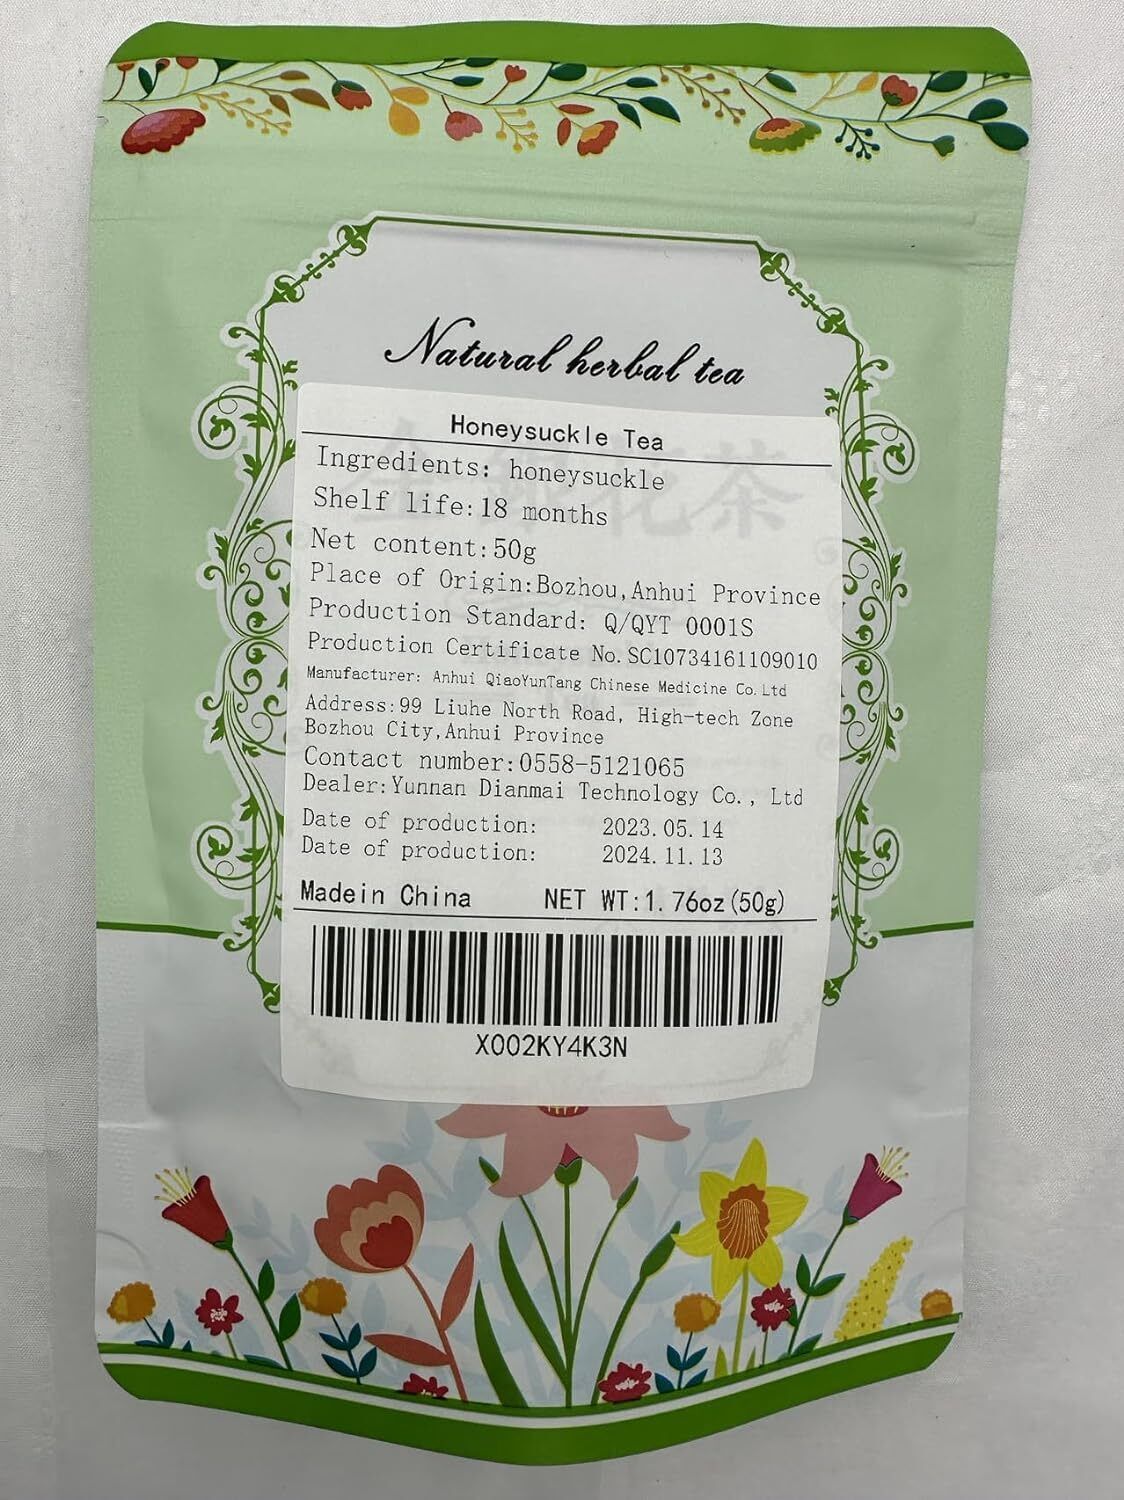 Natural herbal tea
Honeysuckle Tea
Ingredients: honeysuckle
Shelf life:18 months
Net content:50g
Place of Origin:Bozhou,Anhui Province
Production Standard: Q/QYT 0001S
Production Certificate No.SC10734161109010
Manufacturer: Anhui QiaoYunTang Chinese Medicine Co.Ltd
Address:99 Liuhe North Road, High-tech Zone
Bozhou City,Anhui Province
Contact number:0558-5121065
Dealer:Yunnan Dianmai Technology Co., Ltd
Date of production: 2023.05.14
Date of production: 2024.11.13
Madein China NET WT:1.76oz(50g)
X002KY4K3N